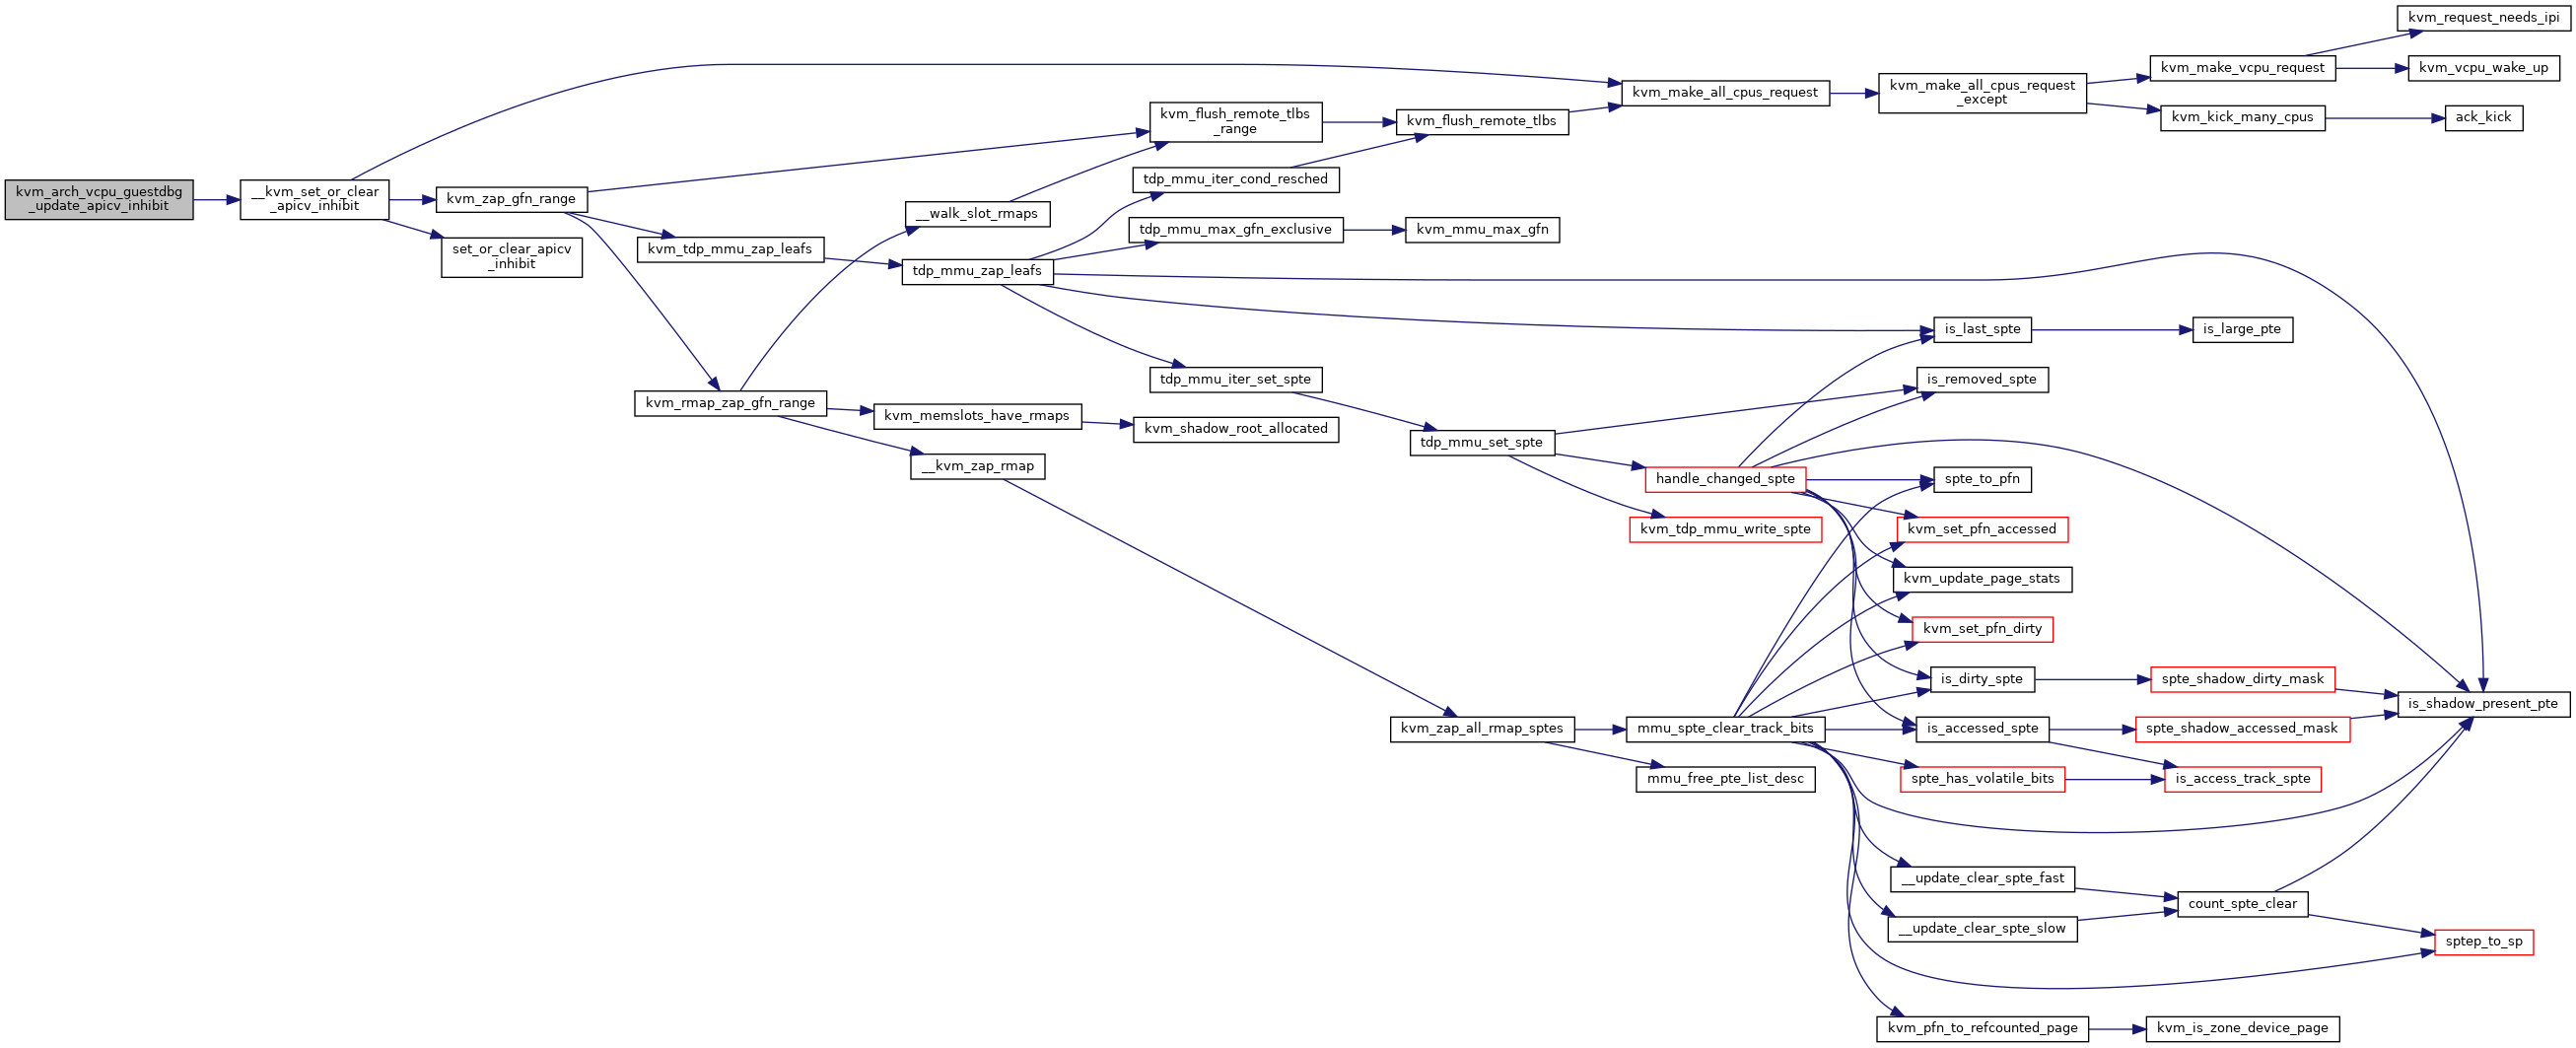 kvm_arch_vcpu_guestdbg
_update_apicv_inhibit
__kvm_set_or_clear
_apicv_inhibit
kvm_zap_gfn_range
set_or_clear_apicv
_inhibit
kvm_tdp_mmu_zap_leafs
kvm_rmap_zap_gfn_range
__walk_slot_rmaps
tdp_mmu_zap_leafs
kvm_memslots_have_rmaps
__kvm_zap_rmap
kvm_flush_remote_tlbs
_range
tdp_mmu_iter_cond_resched
tdp_mmu_max_gfn_exclusive
tdp_mmu_iter_set_spte
kvm_shadow_root_allocated
kvm_flush_remote_tlbs
kvm_mmu_max_gfn
tdp_mmu_set_spte
kvm_zap_all_rmap_sptes
kvm_make_all_cpus_request
handle_changed_spte
kvm_tdp_mmu_write_spte
mmu_spte_clear_track_bits
mmu_free_pte_list_desc
kvm_make_all_cpus_request
_except
is_last_spte
is_removed_spte
spte_to_pfn
kvm_set_pfn_accessed
kvm_update_page_stats
kvm_set_pfn_dirty
is_dirty_spte
is_accessed_spte
spte_has_volatile_bits
__update_clear_spte_fast
__update_clear_spte_slow
kvm_pfn_to_refcounted_page
kvm_make_vcpu_request
kvm_kick_many_cpus
is_large_pte
spte_shadow_dirty_mask
spte_shadow_accessed_mask
is_access_track_spte
count_spte_clear
kvm_is_zone_device_page
kvm_request_needs_ipi
kvm_vcpu_wake_up
ack_kick
is_shadow_present_pte
sptep_to_sp